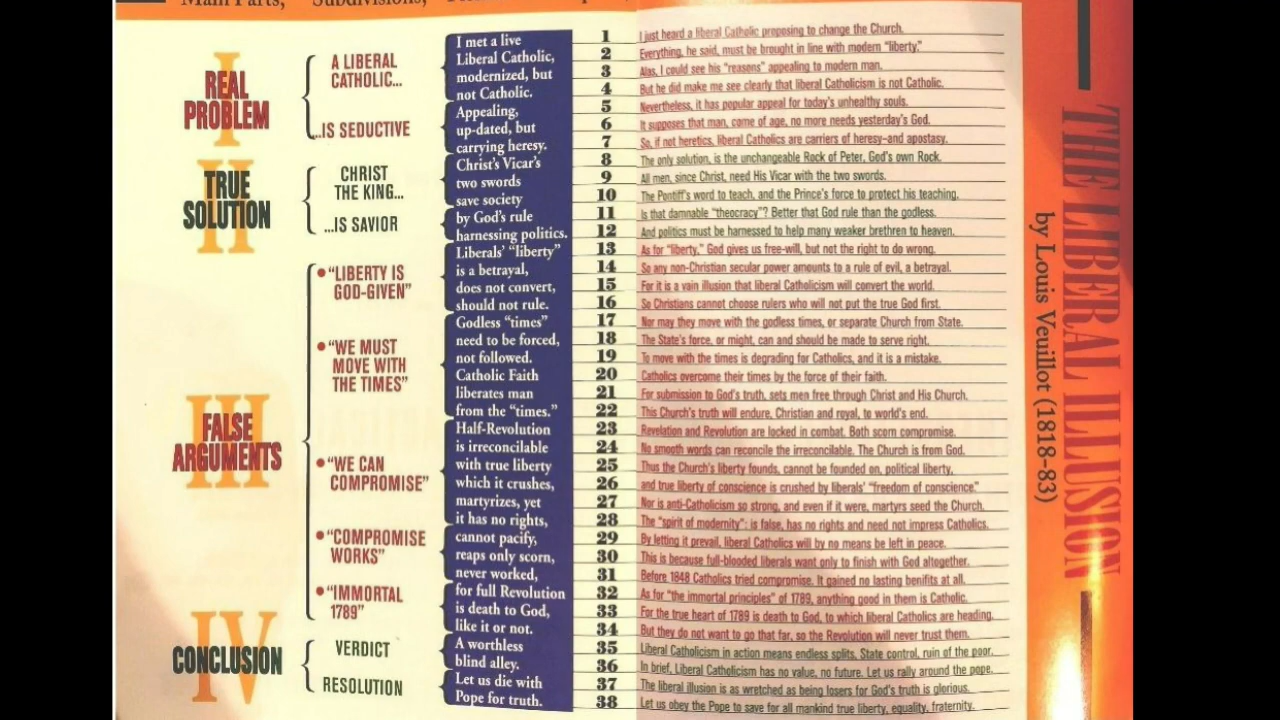 Main Parts, Subdivisions,
I
REAL
PROBLEM
A LIBERAL
CATHOLIC...
...IS SEDUCTIVE
II
TRUE
SOLUTION
CHRIST
THE KING...
...IS SAVIOR
III
FALSE
ARGUMENTS
• "LIBERTY IS
GOD-GIVEN"
• "WE MUST
MOVE WITH
THE TIMES"
• "WE CAN
COMPROMISE"
• "COMPROMISE
WORKS"
• "IMMORTAL
1789"
IV
CONCLUSION
VERDICT
RESOLUTION
I met a live
Liberal Catholic,
modernized, but
not Catholic.
Appealing,
up-dated, but
carrying heresy.
Christ's Vicar's
two swords
save society
by God's rule
harnessing politics.
Liberals' "liberty"
is a betrayal,
does not convert,
should not rule.
Godless "times"
need to be forced,
not followed.
Catholic Faith
liberates man
from the "times."
Half-Revolution
is irreconcilable
with true liberty
which it crushes,
martyrizes, yet
it has no rights,
cannot pacify,
reaps only scorn,
never worked,
for full Revolution
is death to God,
like it or not.
A worthless
blind alley.
Let us die with
Pope for truth.
1 I just heard a liberal Catholic proposing to change the Church.
2 Everything, he said, must be brought in line with modern "liberty."
3 Alas, I could see his "reasons" appealing to modern man.
4 But he did make me see clearly that liberal Catholicism is not Catholic.
5 Nevertheless, it has popular appeal for today's unhealthy souls.
6 It supposes that man, come of age, no more needs yesterday's God.
7 So, if not heretics, liberal Catholics are carriers of heresy-and apostasy.
8 The only solution, is the unchangeable Rock of Peter, God's own Rock.
9 All men, since Christ, need His Vicar with the two swords.
10 The Pontiff's word to teach, and the Prince's force to protect his teaching.
11 Is that damnable "theocracy"? Better that God rule than the godless.
12 And politics must be harnessed to help many weaker brethren to heaven.
13 As for "liberty," God gives us free-will, but not the right to do wrong.
14 So any non-Christian secular power amounts to a rule of evil, a betrayal.
15 For it is a vain illusion that liberal Catholicism will convert the world.
16 So Christians cannot choose rulers who will not put the true God first.
17 Nor may they move with the godless times, or separate Church from State.
18 The State's force, or might, can and should be made to serve right.
19 To move with the times is degrading for Catholics, and it is a mistake.
20 Catholics overcome their times by the force of their faith.
21 For submission to God's truth, sets men free through Christ and His Church.
22 This Church's truth will endure, Christian and royal, to world's end.
23 Revelation and Revolution are locked in combat. Both scorn compromise.
24 No smooth words can reconcile the irreconcilable. The Church is from God.
25 Thus the Church's liberty founds, cannot be founded on, political liberty,
26 and true liberty of conscience is crushed by liberals' "freedom of conscience."
27 Nor is anti-Catholicism so strong, and even if it were, martyrs seed the Church.
28 The "spirit of modernity"; is false, has no rights and need not impress Catholics.
29 By letting it prevail, liberal Catholics will by no means be left in peace.
30 This is because full-blooded liberals want only to finish with God altogether.
31 Before 1848 Catholics tried compromise. It gained no lasting benifits at all.
32 As for "the immortal principles" of 1789, anything good in them is Catholic.
33 For the true heart of 1789 is death to God, to which liberal Catholics are heading.
34 But they do not want to go that far, so the Revolution will never trust them.
35 Liberal Catholicism in action means endless splits, State control, ruin of the poor.
36 In brief, Liberal Catholicism has no value, no future. Let us rally around the pope.
37 The liberal illusion is as wretched as being losers for God's truth is glorious.
38 Let us obey the Pope to save for all mankind true liberty, equality, fraternity.
THE LIBERAL ILLUSION
by Louis Veuillot (1818-83)